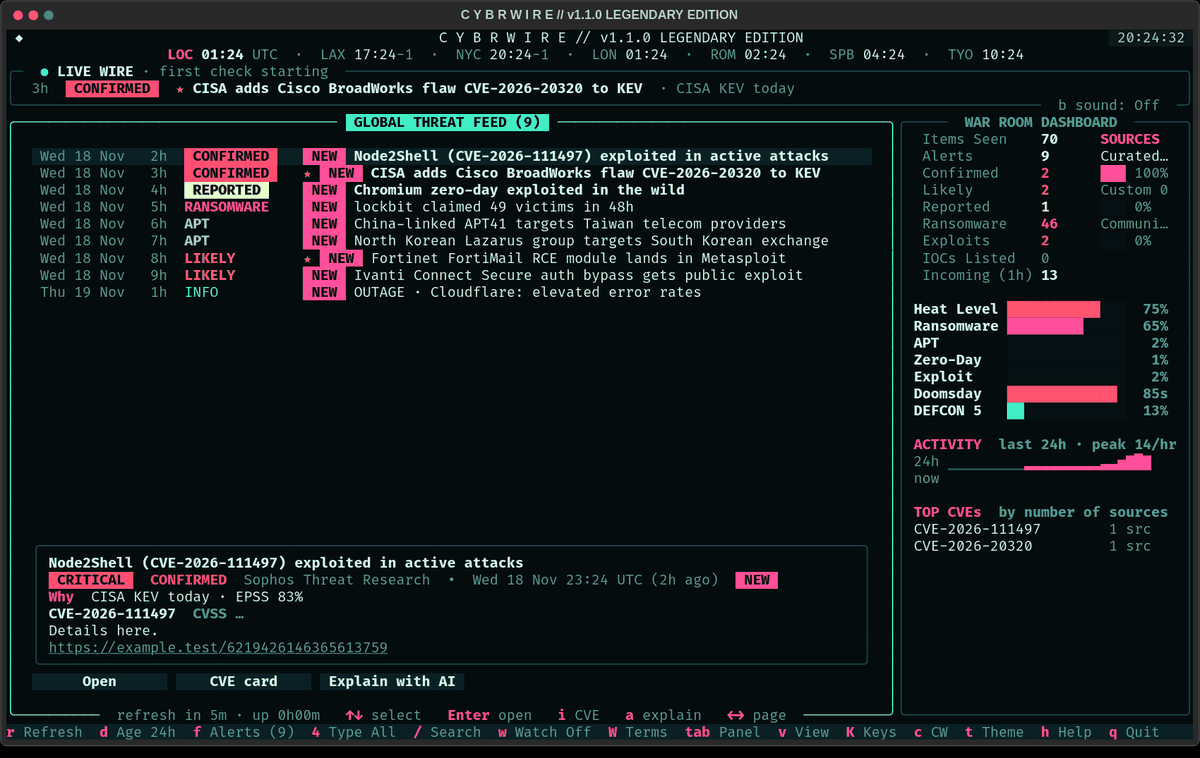 C Y B R W I R E // v1.1.0 LEGENDARY EDITION
◆ C Y B R W I R E // v1.1.0 LEGENDARY EDITION 20:24:32
LOC 01:24 UTC · LAX 17:24-1 · NYC 20:24-1 · LON 01:24 · ROM 02:24 · SPB 04:24 · TYO 10:24
● LIVE WIRE · first check starting
3h CONFIRMED ★ CISA adds Cisco BroadWorks flaw CVE-2026-20320 to KEV · CISA KEV today
b sound: Off
GLOBAL THREAT FEED (9)
Wed 18 Nov 2h CONFIRMED NEW Node2Shell (CVE-2026-111497) exploited in active attacks
Wed 18 Nov 3h CONFIRMED ★ NEW CISA adds Cisco BroadWorks flaw CVE-2026-20320 to KEV
Wed 18 Nov 4h REPORTED NEW Chromium zero-day exploited in the wild
Wed 18 Nov 5h RANSOMWARE NEW lockbit claimed 49 victims in 48h
Wed 18 Nov 6h APT NEW China-linked APT41 targets Taiwan telecom providers
Wed 18 Nov 7h APT NEW North Korean Lazarus group targets South Korean exchange
Wed 18 Nov 8h LIKELY ★ NEW Fortinet FortiMail RCE module lands in Metasploit
Wed 18 Nov 9h LIKELY NEW Ivanti Connect Secure auth bypass gets public exploit
Thu 19 Nov 1h INFO NEW OUTAGE · Cloudflare: elevated error rates
Node2Shell (CVE-2026-111497) exploited in active attacks
CRITICAL CONFIRMED Sophos Threat Research • Wed 18 Nov 23:24 UTC (2h ago) NEW
Why CISA KEV today · EPSS 83%
CVE-2026-111497 CVSS …
Details here.
https://example.test/6219426146365613759
Open CVE card Explain with AI
refresh in 5m · up 0h00m ↑↓ select Enter open i CVE a explain ↔ page
WAR ROOM DASHBOARD
Items Seen 70 SOURCES
Alerts 9 Curated…
Confirmed 2 100%
Likely 2 Custom 0
Reported 1 0%
Ransomware 46 Communi…
Exploits 2 0%
IOCs Listed 0
Incoming (1h) 13
Heat Level 75%
Ransomware 65%
APT 2%
Zero-Day 1%
Exploit 2%
Doomsday 85s
DEFCON 5 13%
ACTIVITY last 24h · peak 14/hr
24h
now
TOP CVEs by number of sources
CVE-2026-111497 1 src
CVE-2026-20320 1 src
r Refresh d Age 24h f Alerts (9) 4 Type All / Search w Watch Off W Terms tab Panel v View K Keys c CW t Theme h Help q Quit